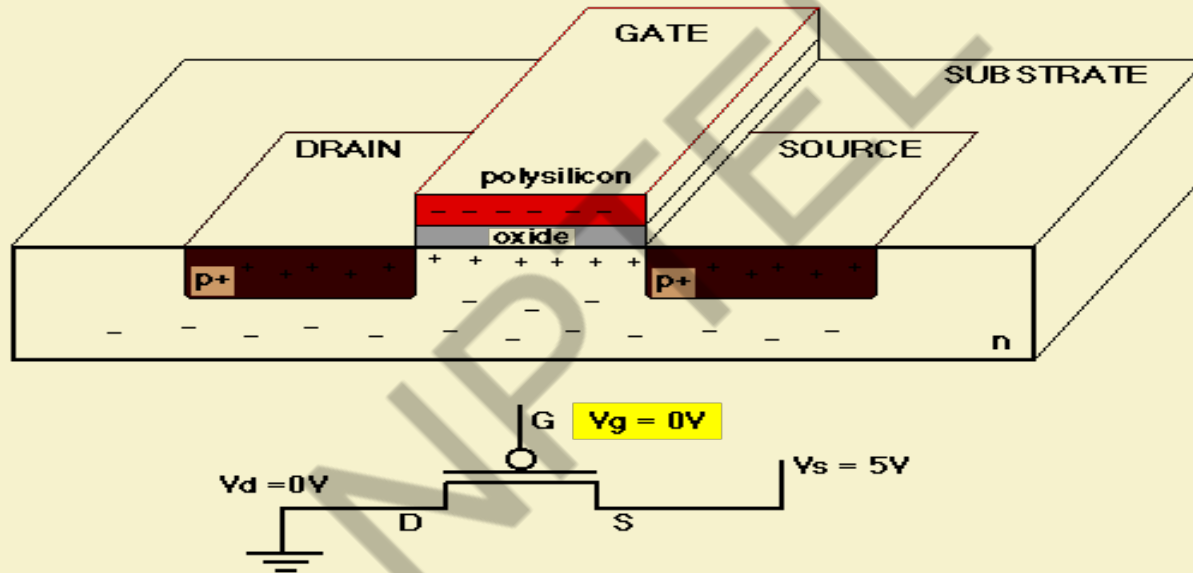 GATE
SUBSTRATE
DRAIN
SOURCE
polysilicon
oxide
p+
p+
n
G
Vg = 0V
Vd =0V
Vs = 5V
D
S
NPTEL